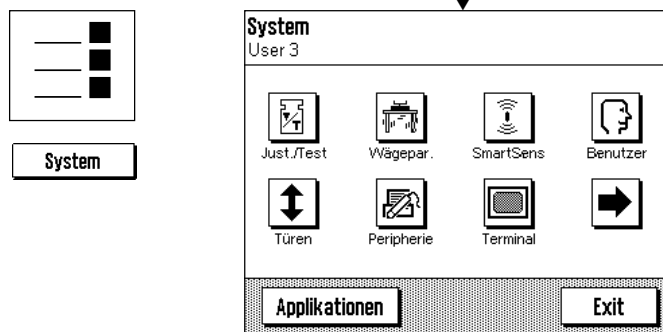 System
System
User 3
Just./Test Wägepar. SmartSens Benutzer
Türen Peripherie Terminal
Applikationen Exit